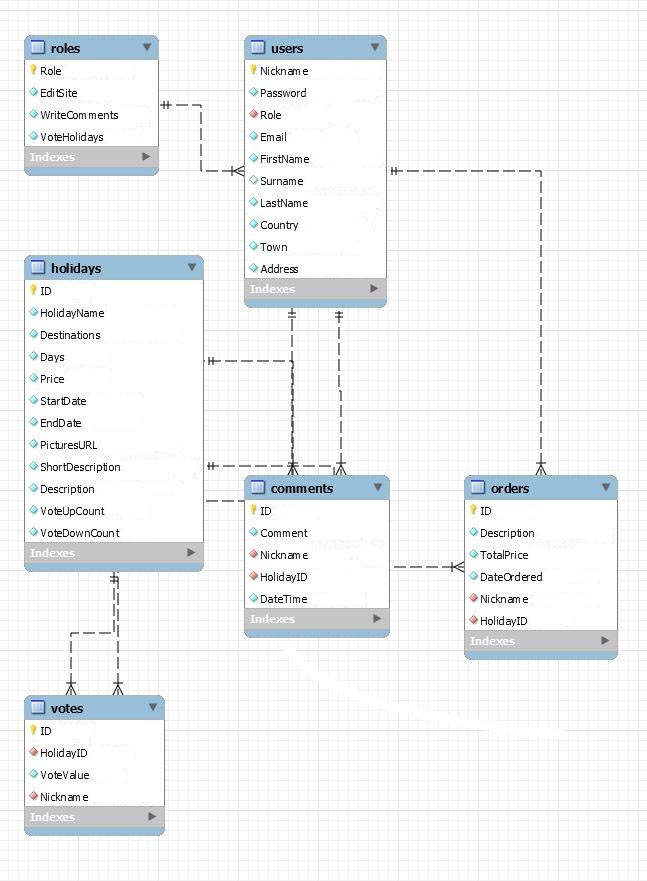 roles
Role
EditSite
WriteComments
VoteHolidays
Indexes
users
Nickname
Password
Role
Email
FirstName
Surname
LastName
Country
Town
Address
Indexes
holidays
ID
HolidayName
Destinations
Days
Price
StartDate
EndDate
PicturesURL
ShortDescription
Description
VoteUpCount
VoteDownCount
Indexes
comments
ID
Comment
Nickname
HolidayID
DateTime
Indexes
orders
ID
Description
TotalPrice
DateOrdered
Nickname
HolidayID
Indexes
votes
ID
HolidayID
VoteValue
Nickname
Indexes